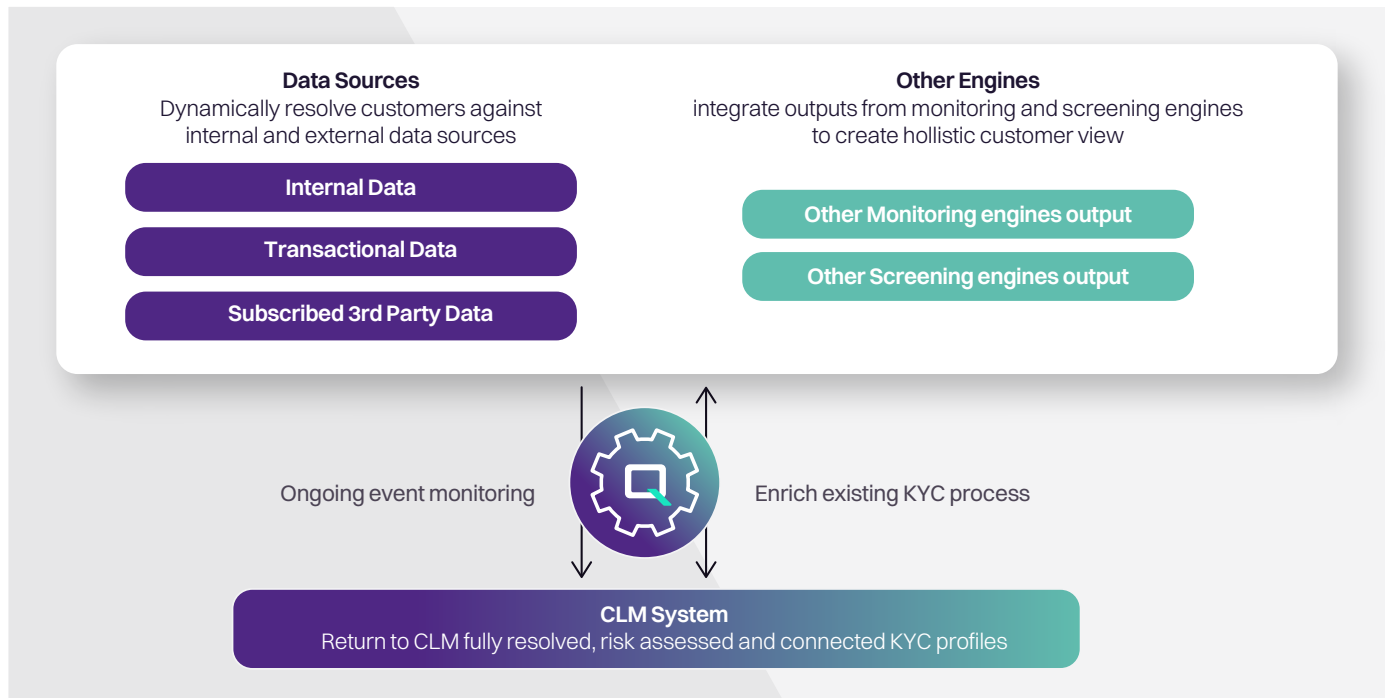 Data Sources
Dynamically resolve customers against
internal and external data sources
Internal Data
Transactional Data
Subscribed 3rd Party Data
Other Engines
integrate outputs from monitoring and screening engines
to create hollistic customer view
Other Monitoring engines output
Other Screening engines output
Ongoing event monitoring
Enrich existing KYC process
CLM System
Return to CLM fully resolved, risk assessed and connected KYC profiles